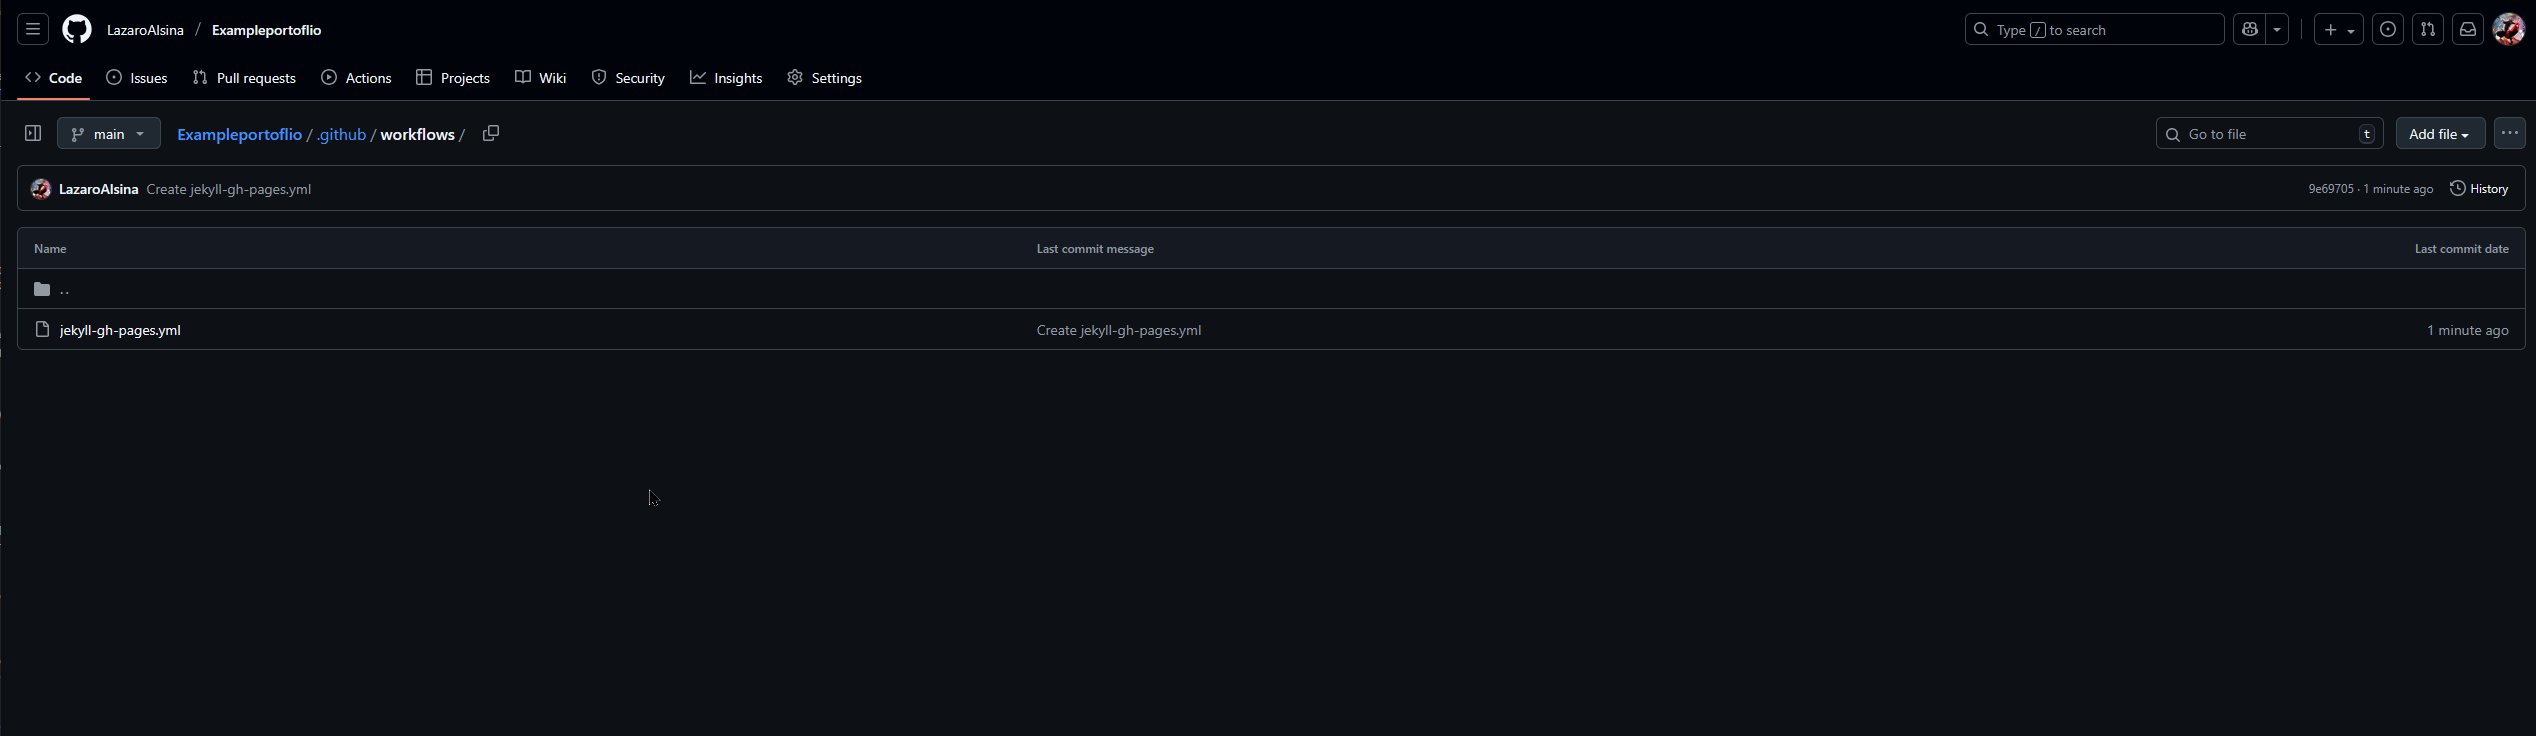 LazaroAlsina / Exampleportoflio
Type / to search
Code Issues Pull requests Actions Projects Wiki Security Insights Settings
main Exampleportoflio / .github / workflows /
Go to file t Add file ...
LazaroAlsina Create jekyll-gh-pages.yml 9e69705 · 1 minute ago History
Name Last commit message Last commit date
..
jekyll-gh-pages.yml Create jekyll-gh-pages.yml 1 minute ago